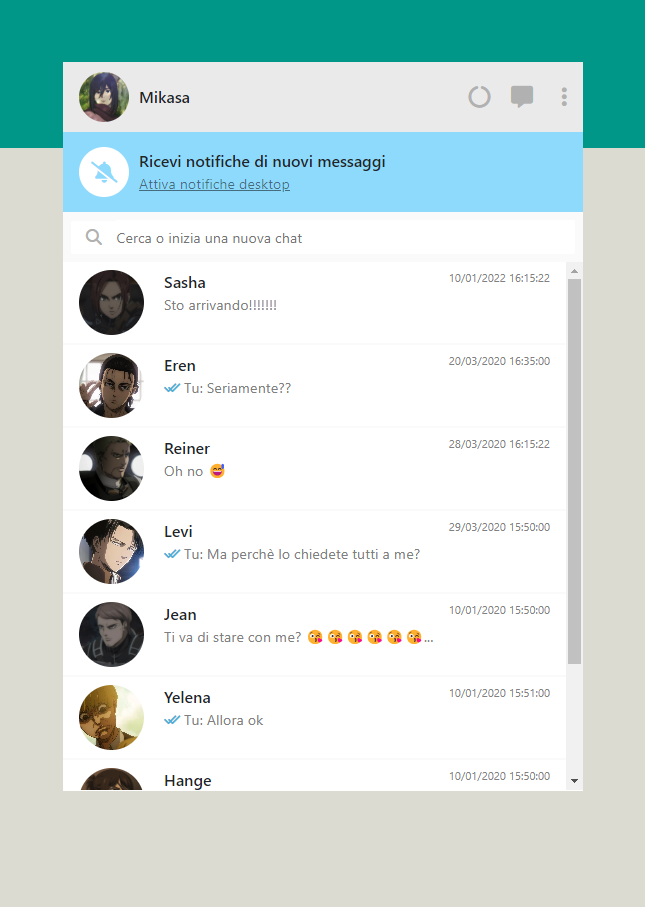 Mikasa
Ricevi notifiche di nuovi messaggi
Attiva notifiche desktop
Cerca o inizia una nuova chat
Sasha 10/01/2022 16:15:22
Sto arrivando!!!!!!!
Eren 20/03/2020 16:35:00
Tu: Seriamente??
Reiner 28/03/2020 16:15:22
Oh no 😅
Levi 29/03/2020 15:50:00
Tu: Ma perchè lo chiedete tutti a me?
Jean 10/01/2020 15:50:00
Ti va di stare con me? 😘😘😘😘😘😘...
Yelena 10/01/2020 15:51:00
Tu: Allora ok
Hange 10/01/2020 15:50:00